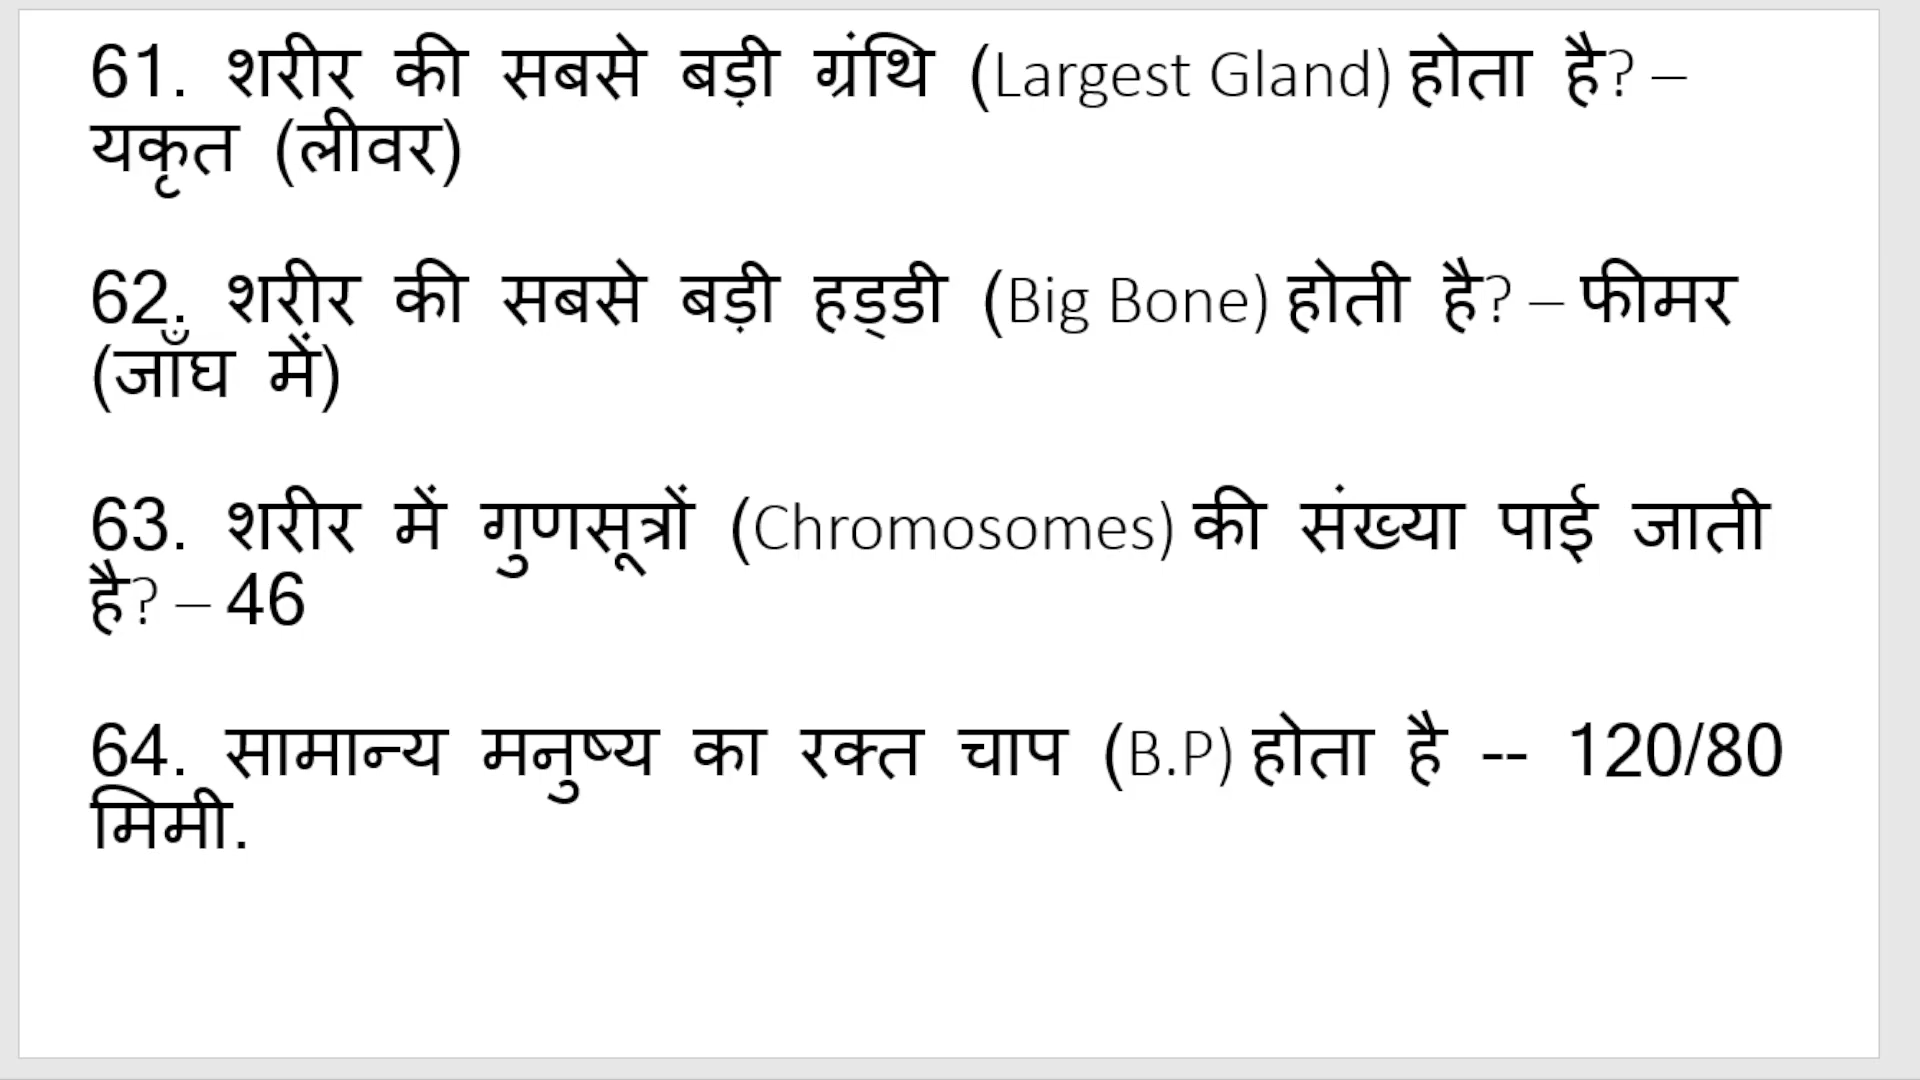 61. शरीर की सबसे बड़ी ग्रंथि (Largest Gland) होता है? –
यकृत (लीवर)
62. शरीर की सबसे बड़ी हड्डी (Big Bone) होती है? – फीमर
(जाँघ में)
63. शरीर में गुणसूत्रों (Chromosomes) की संख्या पाई जाती
है? – 46
64. सामान्य मनुष्य का रक्त चाप (B.P) होता है -- 120/80
मिमी.